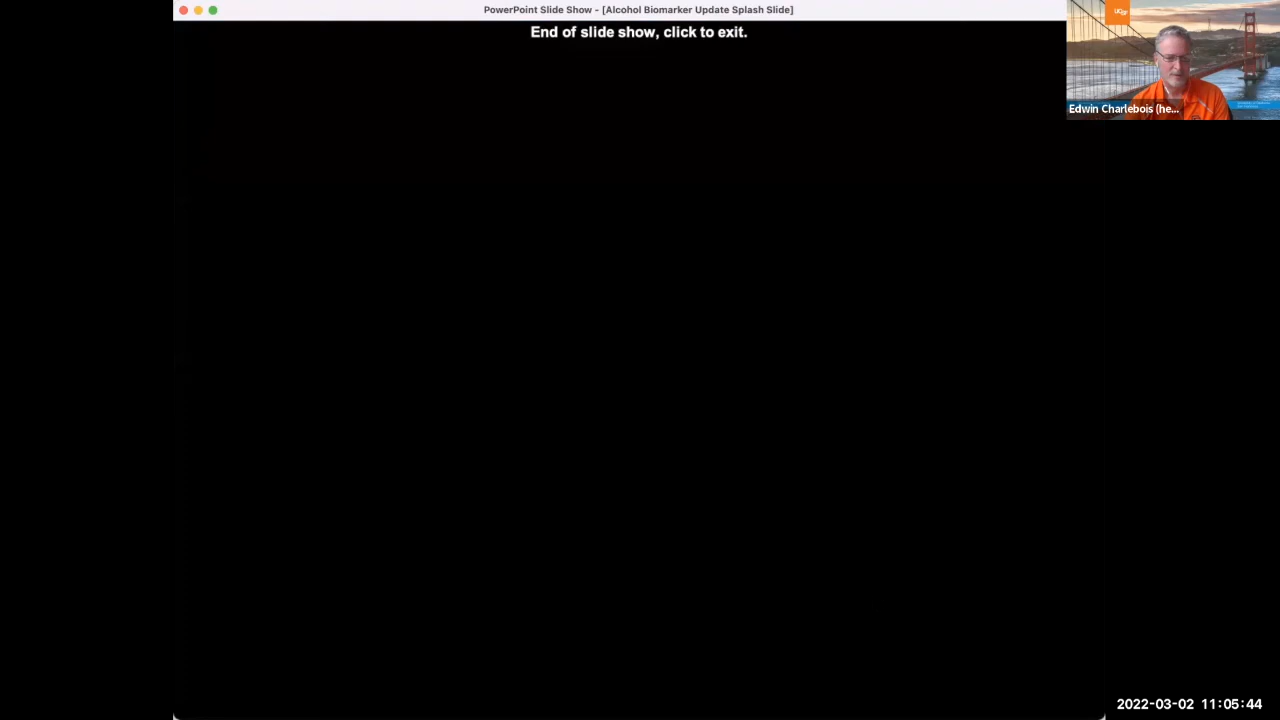 PowerPoint Slide Show - [Alcohol Biomarker Update Splash Slide]
End of slide show, click to exit.
Edwin Charlebois (he...
2022-03-02 11:05:44